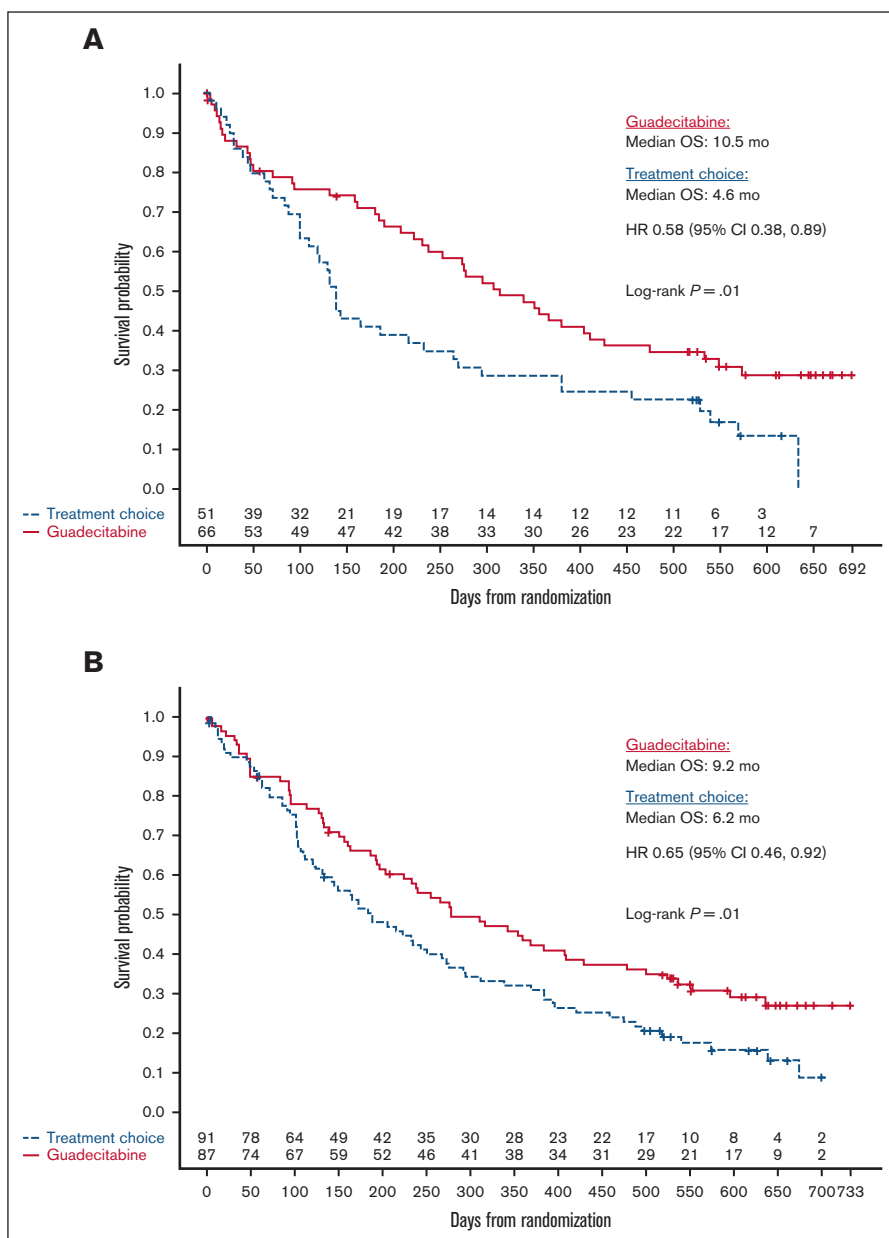 A
1.0
0.9
0.8
0.7
0.6
0.5
0.4
0.3
0.2
0.1
0.0
Survival probability
Guadecitabine:
Median OS: 10.5 mo
Treatment choice:
Median OS: 4.6 mo
HR 0.58 (95% CI 0.38, 0.89)
Log-rank P = .01
Treatment choice 51 39 32 21 19 17 14 14 12 12 11 6 3
Guadecitabine 66 53 49 47 42 38 33 30 26 23 22 17 12 7
0 50 100 150 200 250 300 350 400 450 500 550 600 650 692
Days from randomization
B
1.0
0.9
0.8
0.7
0.6
0.5
0.4
0.3
0.2
0.1
0.0
Survival probability
Guadecitabine:
Median OS: 9.2 mo
Treatment choice:
Median OS: 6.2 mo
HR 0.65 (95% CI 0.46, 0.92)
Log-rank P = .01
Treatment choice 91 78 64 49 42 35 30 28 23 22 17 10 8 4 2
Guadecitabine 87 74 67 59 52 46 41 38 34 31 29 21 17 9 2
0 50 100 150 200 250 300 350 400 450 500 550 600 650 700733
Days from randomization